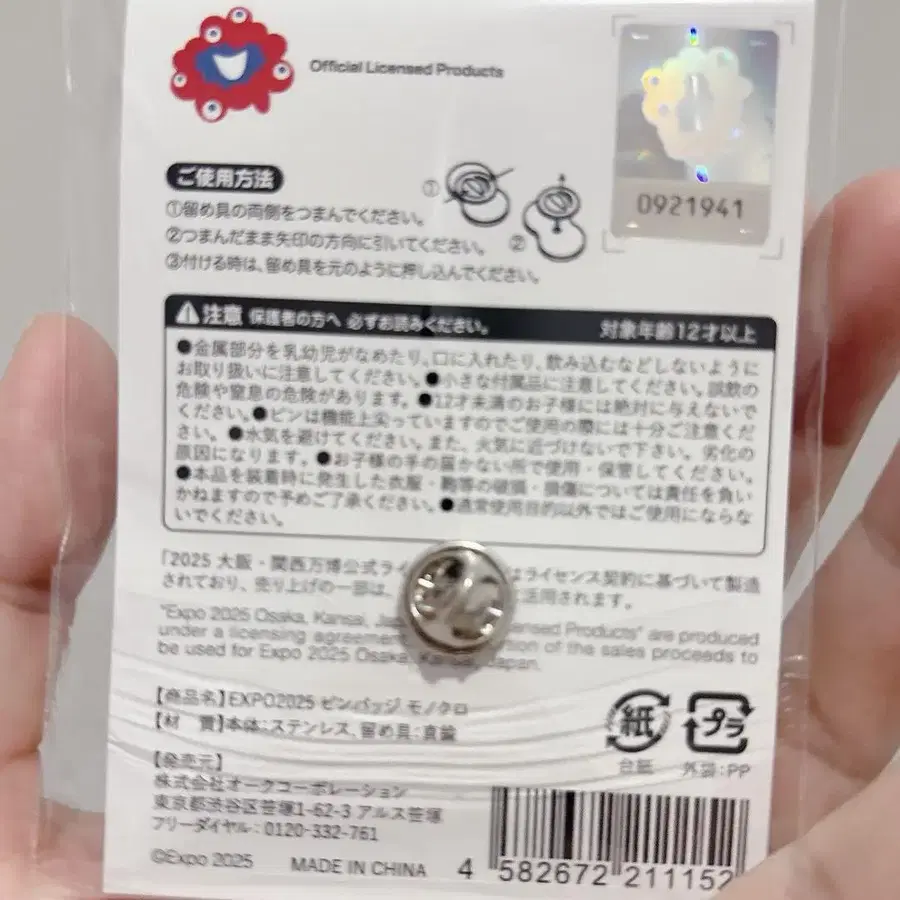 Official Licensed Products
0921941
ご使用方法
①留め具の両側をつまんでください。
②つまんだまま矢印の方向に引いてください。
③付ける時は、留め具を元のように押し込んでください。
① ②
注意 保護者の方へ 必ずお読みください。 対象年齢12才以上
●金属部分を乳幼児がなめたり、口に入れたり、飲み込むなどしないように
お取り扱いに注意してください。●小さな付属品に注意してください。誤飲の
危険や窒息の危険があります。●12才未満のお子様には絶対に与えないで
ください。●ピンは機能上尖っていますのでご使用の際には十分ご注意くだ
さい。●水気を避けてください。また、火気に近づけないで下さい。劣化の
原因になります。●お子様の手の届かない所で使用・保管してください。
●本品を装着時に発生した衣服・鞄等の破損・損傷については責任を負い
かねますので予めご了承ください。●通常使用目的以外ではご使用にならな
いでください。
「2025 大阪・関西万博公式ライ はライセンス契約に基づいて製造
されており、売り上げの一部は、 に活用されます。
"Expo 2025 Osaka, Kansai, Licensed Products" are produced
under a licensing agreement portion of the sales proceeds to
be used for Expo 2025 Osaka, Kansai, Japan.
【商品名】EXPO2025 ピンバッジ モノクロ
【材 質】本体:ステンレス、留め具:真鍮
紙 プラ
台紙 外袋:PP
【発売元】
株式会社オークコーポレーション
東京都渋谷区笹塚1-62-3 アルス笹塚
フリーダイヤル:0120-332-761
©Expo 2025 MADE IN CHINA
4 582672 211152